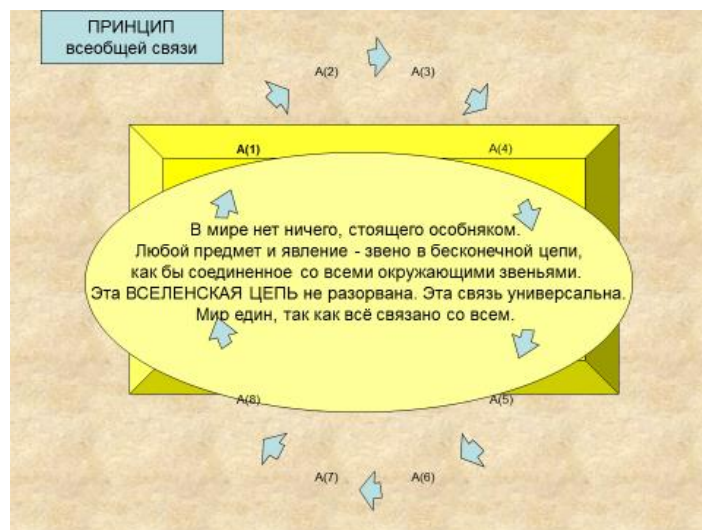 ПРИНЦИП
всеобщей связи
А(2)
А(3)
А(1)
А(4)
В мире нет ничего, стоящего особняком.
Любой предмет и явление - звено в бесконечной цепи,
как бы соединенное со всеми окружающими звеньями.
Эта ВСЕЛЕНСКАЯ ЦЕПЬ не разорвана. Эта связь универсальна.
Мир един, так как всё связано со всем.
А(8)
А(5)
А(7)
А(6)